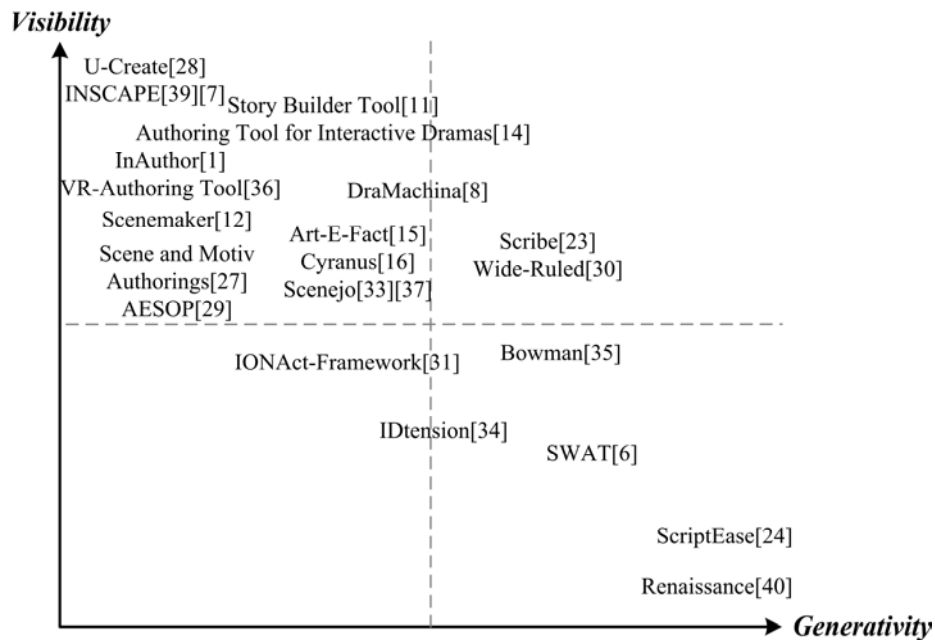 Visibility
U-Create[28]
INSCAPE[39][7]
Story Builder Tool[11]
Authoring Tool for Interactive Dramas[14]
InAuthor[1]
VR-Authoring Tool[36]
DraMachina[8]
Scenemaker[12]
Art-E-Fact[15]
Scribe[23]
Scene and Motiv
Cyranus[16]
Wide-Ruled[30]
Authorings[27]
Scenejo[33][37]
AESOP[29]
Bowman[35]
IONAct-Framework[31]
IDtension[34]
SWAT[6]
ScriptEase[24]
Renaissance[40]
Generativity